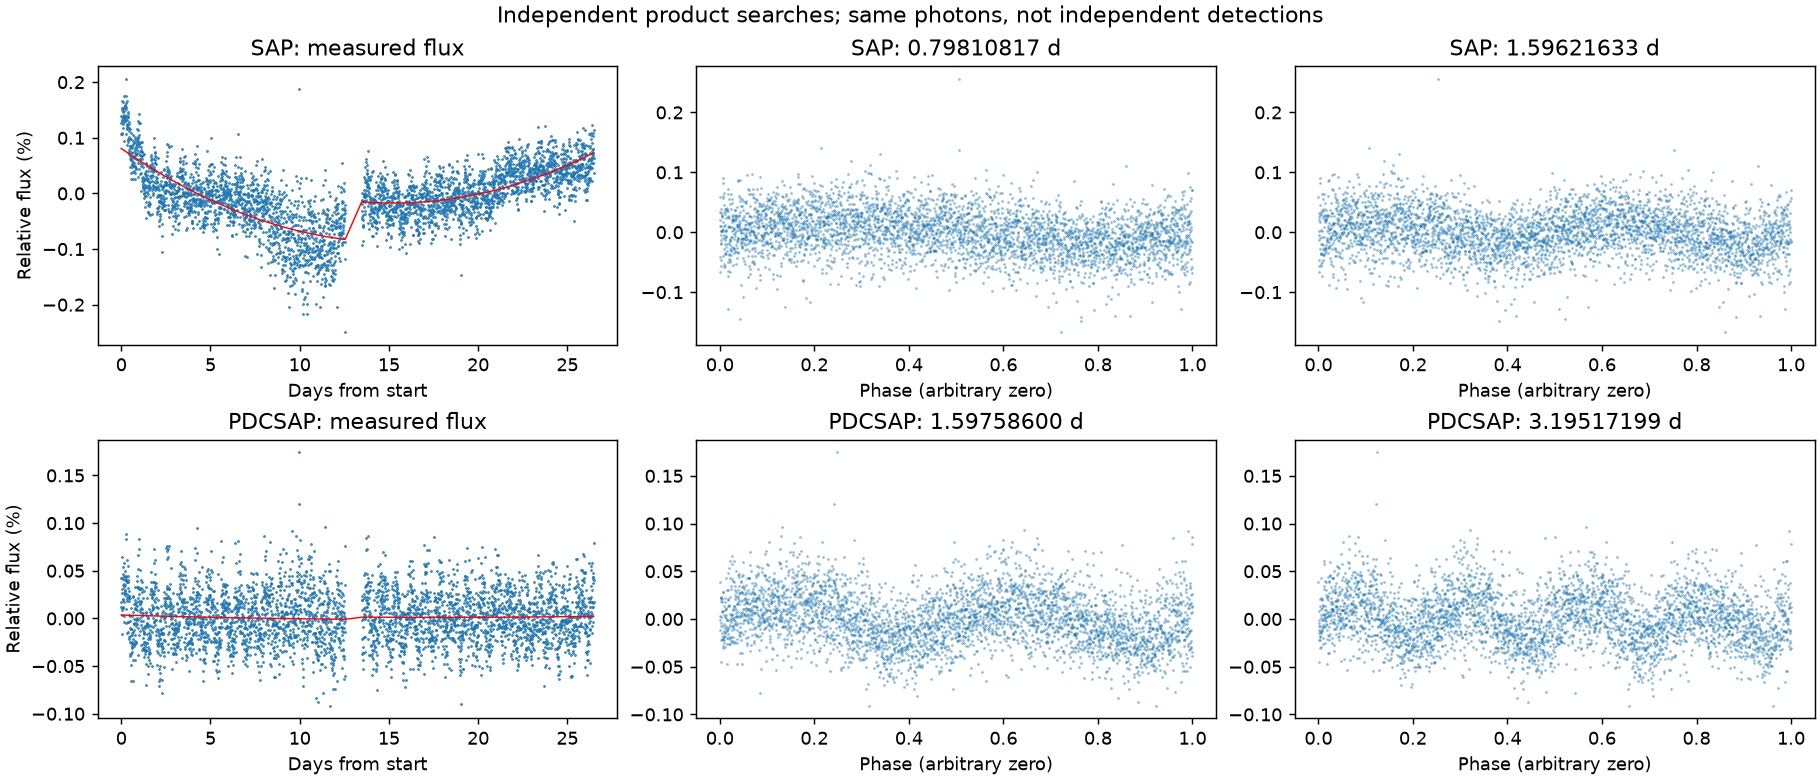 Independent product searches; same photons, not independent detections
SAP: measured flux
Relative flux (%)
0.2
0.1
0.0
−0.1
−0.2
0 5 10 15 20 25
Days from start
SAP: 0.79810817 d
0.2
0.1
0.0
−0.1
0.0 0.2 0.4 0.6 0.8 1.0
Phase (arbitrary zero)
SAP: 1.59621633 d
0.2
0.1
0.0
−0.1
0.0 0.2 0.4 0.6 0.8 1.0
Phase (arbitrary zero)
PDCSAP: measured flux
Relative flux (%)
0.15
0.10
0.05
0.00
−0.05
−0.10
0 5 10 15 20 25
Days from start
PDCSAP: 1.59758600 d
0.15
0.10
0.05
0.00
−0.05
−0.10
0.0 0.2 0.4 0.6 0.8 1.0
Phase (arbitrary zero)
PDCSAP: 3.19517199 d
0.15
0.10
0.05
0.00
−0.05
−0.10
0.0 0.2 0.4 0.6 0.8 1.0
Phase (arbitrary zero)